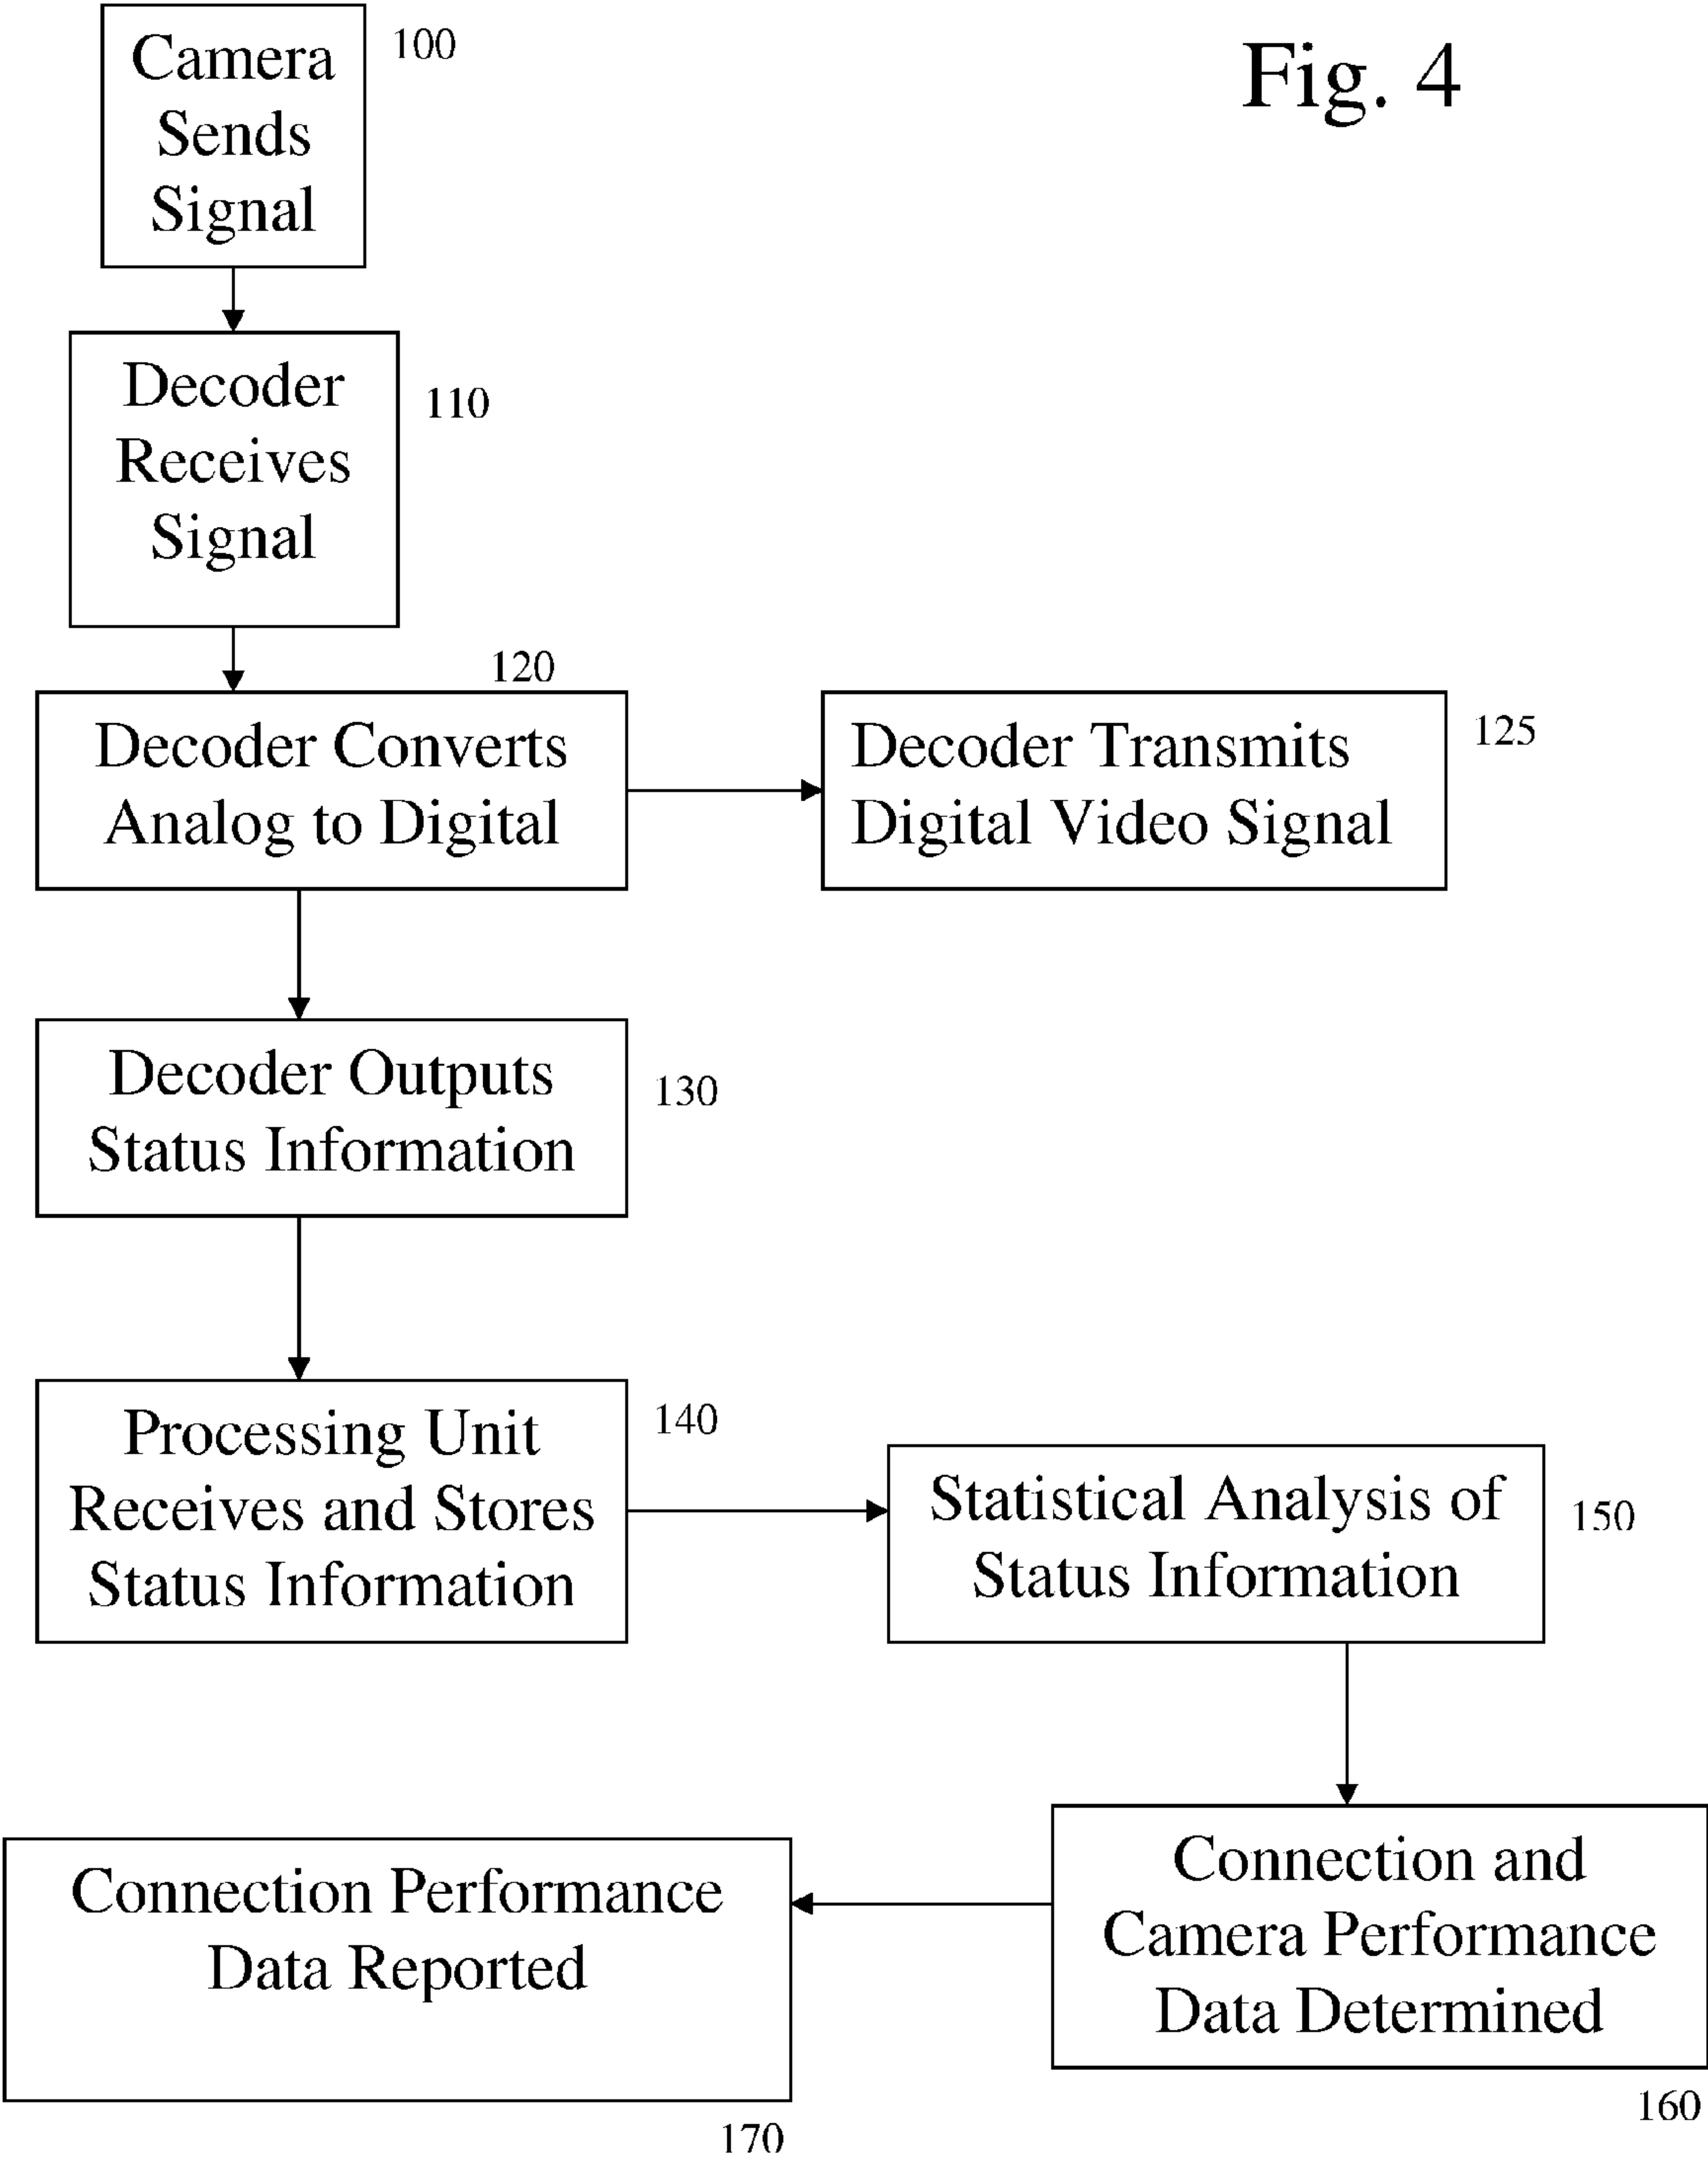 Fig. 4
Camera
Sends
Signal
100
Decoder
Receives
Signal
110
120
Decoder Converts
Analog to Digital
Decoder Transmits
Digital Video Signal
125
Decoder Outputs
Status Information
130
Processing Unit
Receives and Stores
Status Information
140
Statistical Analysis of
Status Information
150
Connection and
Camera Performance
Data Determined
160
Connection Performance
Data Reported
170